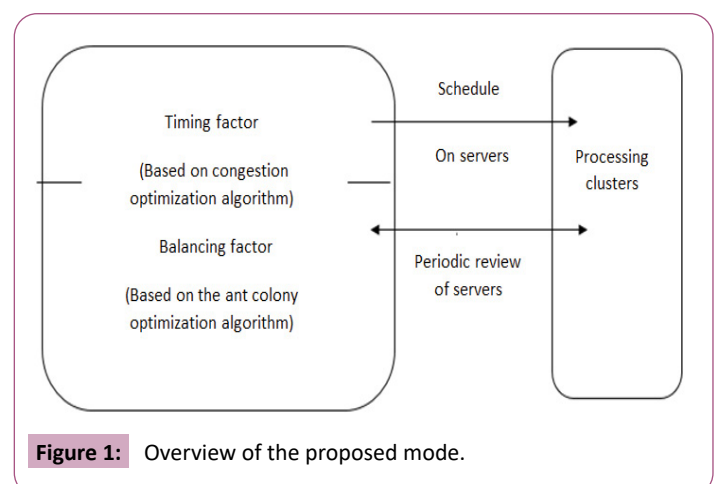 Timing factor
(Based on congestion
optimization algorithm)
Balancing factor
(Based on the ant colony
optimization algorithm)
Schedule
On servers
Periodic review
of servers
Processing
clusters
Figure 1: Overview of the proposed mode.